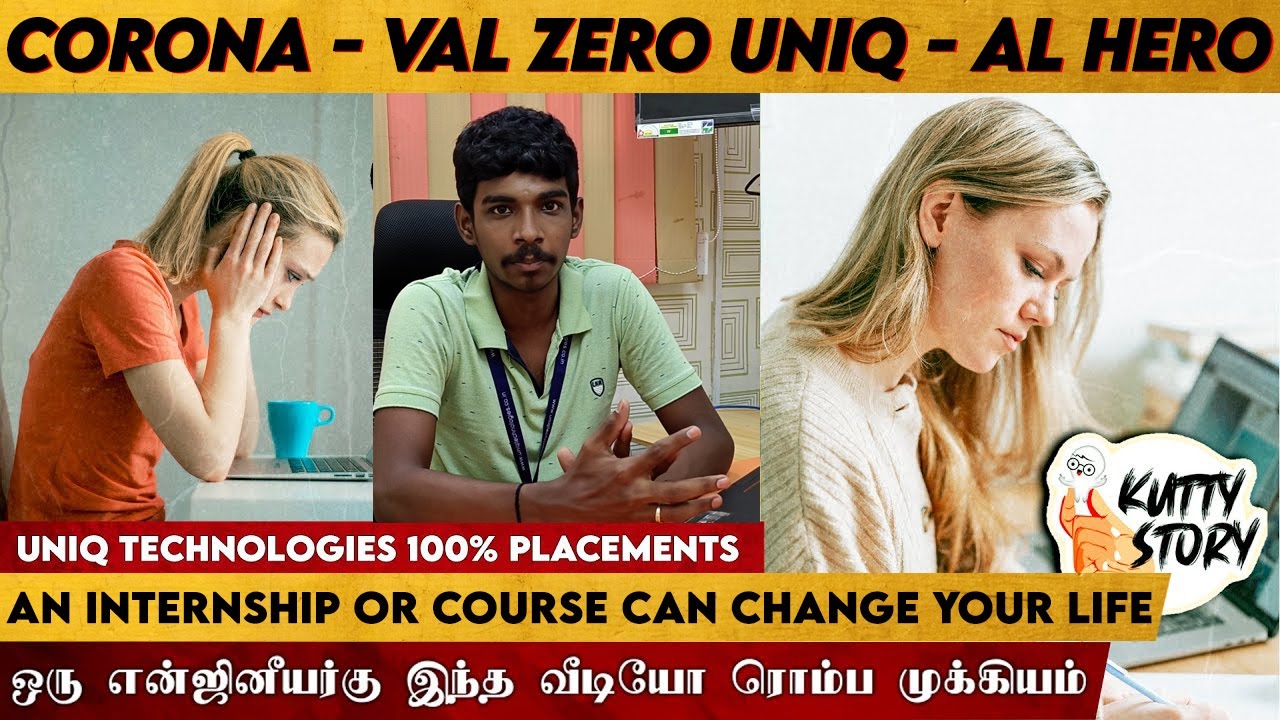 CORONA - VAL ZERO UNIQ - AL HERO
KUTTY
STORY
UNIQ TECHNOLOGIES 100% PLACEMENTS
AN INTERNSHIP OR COURSE CAN CHANGE YOUR LIFE
ஒரு என்ஜினீயர்கு இந்த வீடியோ ரொம்ப முக்கியம்